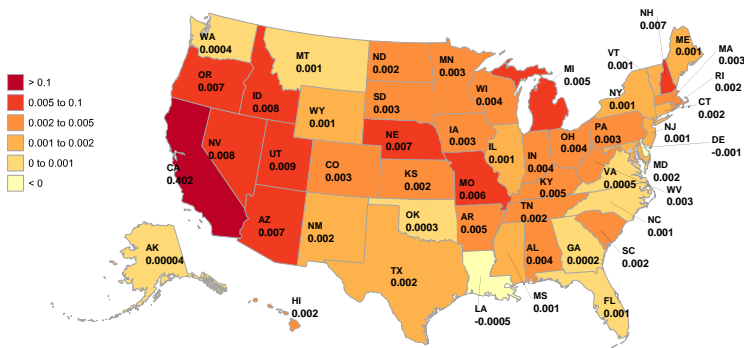 > 0.1
0.005 to 0.1
0.002 to 0.005
0.001 to 0.002
0 to 0.001
< 0
WA
0.0004
OR
0.007
CA
0.402
NV
0.008
ID
0.008
MT
0.001
WY
0.001
UT
0.009
AZ
0.007
CO
0.003
NM
0.002
ND
0.002
SD
0.003
NE
0.007
KS
0.002
OK
0.0003
TX
0.002
MN
0.003
IA
0.003
MO
0.006
AR
0.005
LA
-0.0005
WI
0.004
IL
0.001
MI
0.005
IN
0.004
OH
0.004
KY
0.005
TN
0.002
MS
0.001
AL
0.004
GA
0.0002
FL
0.001
SC
0.002
NC
0.001
VA
0.0005
WV
0.003
MD
0.002
DE
-0.001
PA
0.003
NJ
0.001
NY
0.001
CT
0.002
RI
0.002
MA
0.003
VT
0.001
NH
0.007
ME
0.001
AK
0.00004
HI
0.002